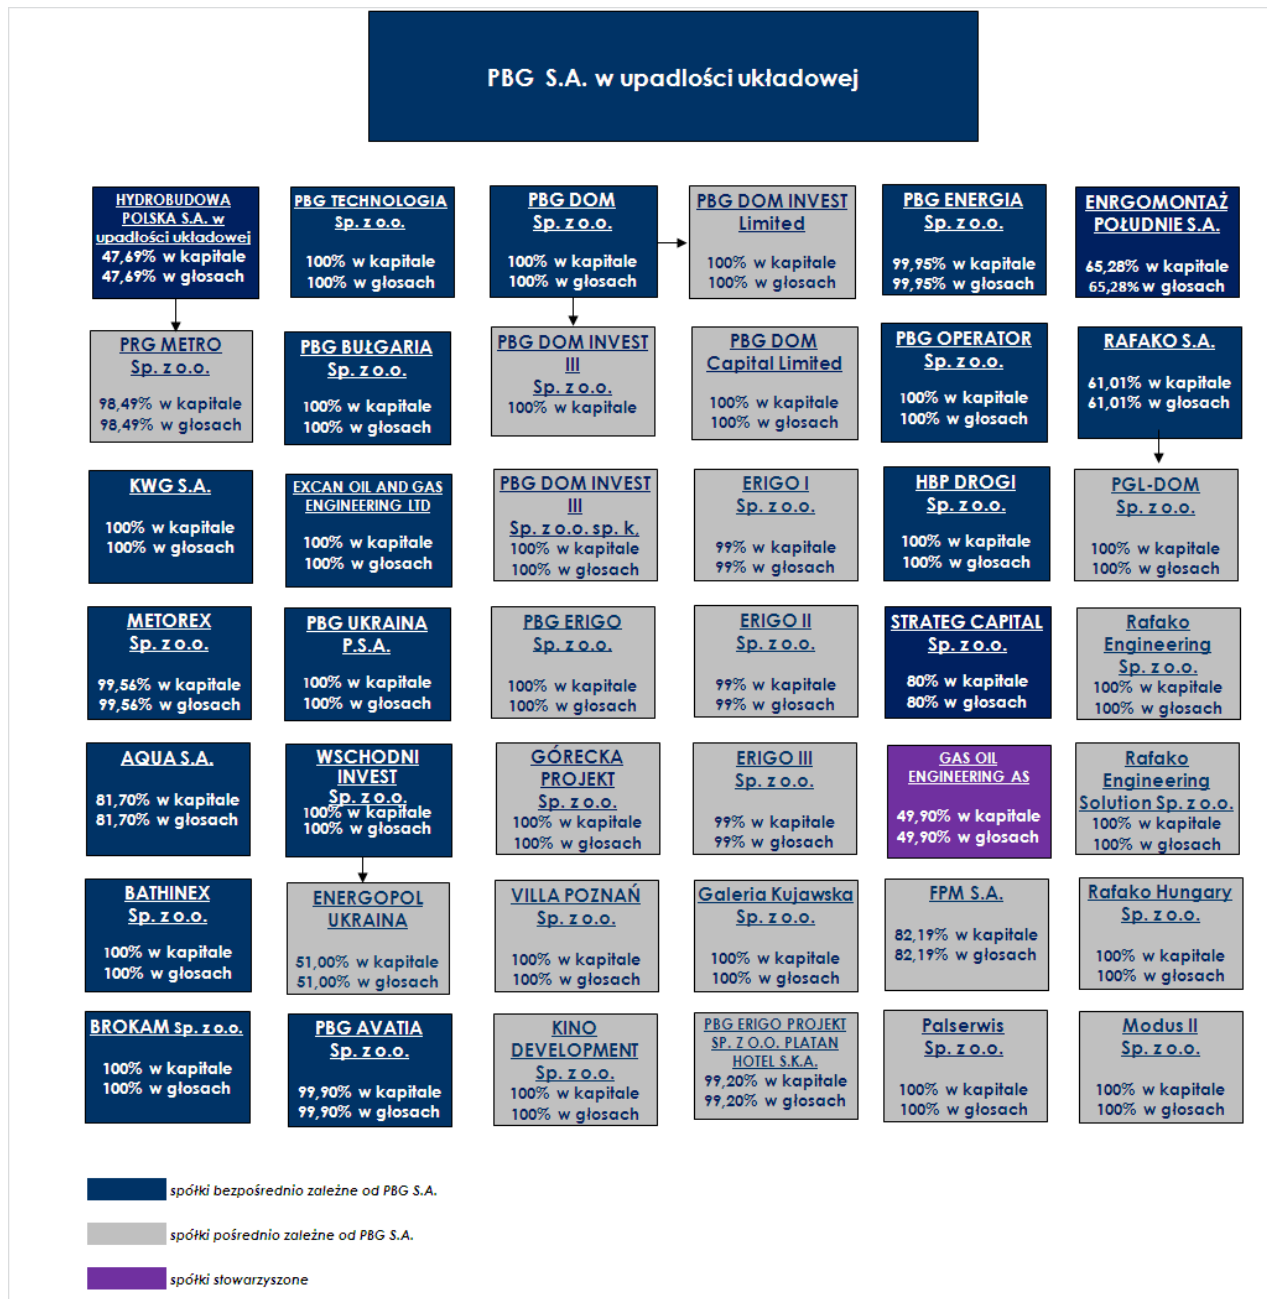 PBG S.A. w upadlości układowej
HYDROBUDOWA
POLSKA S.A. w
upadłości układowej
47,69% w kapitale
47,69% w głosach
PBG TECHNOLOGIA
Sp. z o.o.
100% w kapitale
100% w głosach
PBG DOM
Sp. z o.o.
100% w kapitale
100% w głosach
PBG DOM INVEST
Limited
100% w kapitale
100% w głosach
PBG ENERGIA
Sp. z o.o.
99,95% w kapitale
99,95% w głosach
ENRGOMONTAŻ
POŁUDNIE S.A.
65,28% w kapitale
65,28% w głosach
PRG METRO
Sp. z o.o.
98,49% w kapitale
98,49% w głosach
PBG BUŁGARIA
Sp. z o.o.
100% w kapitale
100% w głosach
PBG DOM INVEST
III
Sp. z o.o.
100% w kapitale
PBG DOM
Capital Limited
100% w kapitale
100% w głosach
PBG OPERATOR
Sp. z o.o.
100% w kapitale
100% w głosach
RAFAKO S.A.
61,01% w kapitale
61,01% w głosach
KWG S.A.
100% w kapitale
100% w głosach
EXCAN OIL AND GAS
ENGINEERING LTD
100% w kapitale
100% w głosach
PBG DOM INVEST
III
Sp. z o.o. sp. k.
100% w kapitale
100% w głosach
ERIGO I
Sp. z o.o.
99% w kapitale
99% w głosach
HBP DROGI
Sp. z o.o.
100% w kapitale
100% w głosach
PGL-DOM
Sp. z o.o.
100% w kapitale
100% w głosach
METOREX
Sp. z o.o.
99,56% w kapitale
99,56% w głosach
PBG UKRAINA
P.S.A.
100% w kapitale
100% w głosach
PBG ERIGO
Sp. z o.o.
100% w kapitale
100% w głosach
ERIGO II
Sp. z o.o.
99% w kapitale
99% w głosach
STRATEG CAPITAL
Sp. z o.o.
80% w kapitale
80% w głosach
Rafako
Engineering
Sp. z o.o.
100% w kapitale
100% w głosach
AQUA S.A.
81,70% w kapitale
81,70% w głosach
WSCHODNI
INVEST
Sp. z o.o.
100% w kapitale
100% w głosach
GÓRECKA
PROJEKT
Sp. z o.o.
100% w kapitale
100% w głosach
ERIGO III
Sp. z o.o.
99% w kapitale
99% w głosach
GAS OIL
ENGINEERING AS
49,90% w kapitale
49,90% w głosach
Rafako
Engineering
Solution Sp. z o.o.
100% w kapitale
100% w głosach
BATHINEX
Sp. z o.o.
100% w kapitale
100% w głosach
ENERGOPOL
UKRAINA
51,00% w kapitale
51,00% w głosach
VILLA POZNAŃ
Sp. z o.o.
100% w kapitale
100% w głosach
Galeria Kujawska
Sp. z o.o.
100% w kapitale
100% w głosach
FPM S.A.
82,19% w kapitale
82,19% w głosach
Rafako Hungary
Sp. z o.o.
100% w kapitale
100% w głosach
BROKAM Sp. z o.o.
100% w kapitale
100% w głosach
PBG AVATIA
Sp. z o.o.
99,90% w kapitale
99,90% w głosach
KINO
DEVELOPMENT
Sp. z o.o.
100% w kapitale
100% w głosach
PBG ERIGO PROJEKT
SP. Z O.O. PLATAN
HOTEL S.K.A.
99,20% w kapitale
99,20% w głosach
Palserwis
Sp. z o.o.
100% w kapitale
100% w głosach
Modus II
Sp. z o.o.
100% w kapitale
100% w głosach
spółki bezpośrednio zależne od PBG S.A.
spółki pośrednio zależne od PBG S.A.
spółki stowarzyszone